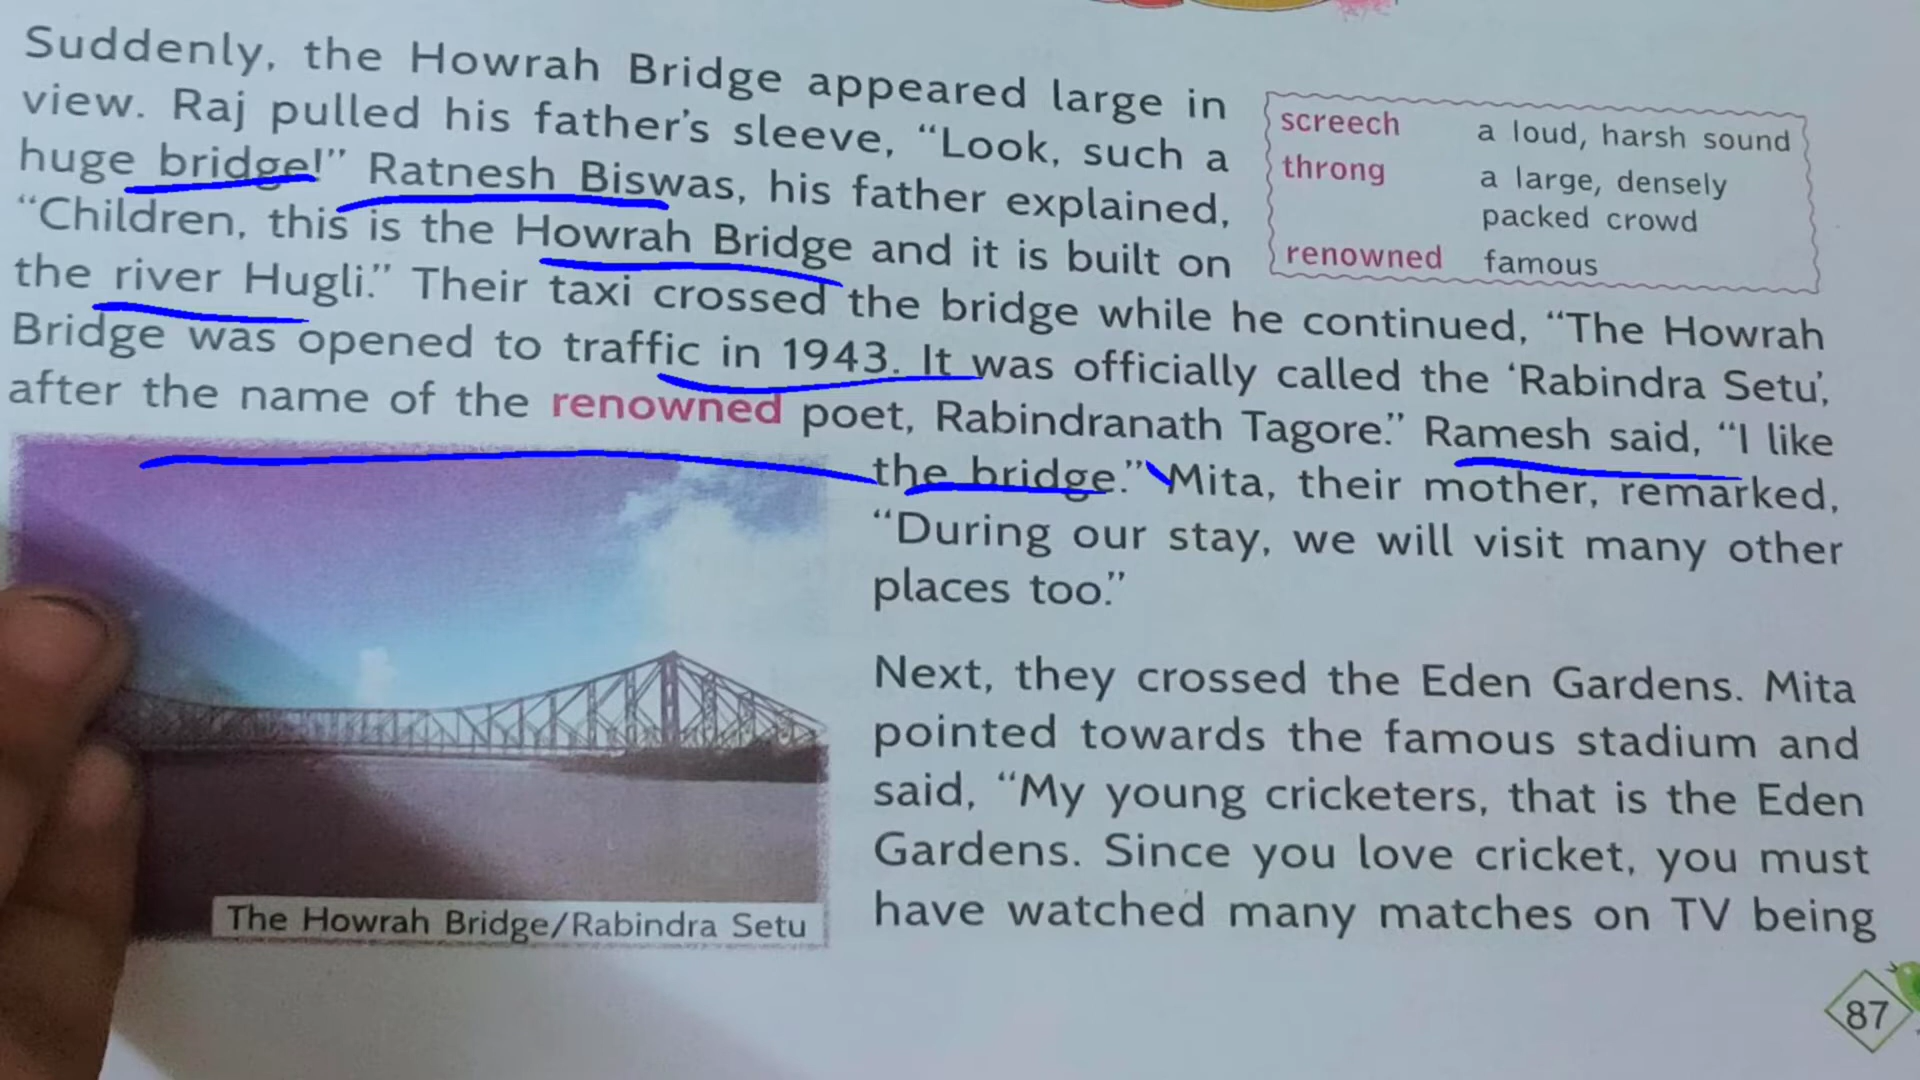 Suddenly, the Howrah Bridge appeared large in
view. Raj pulled his father's sleeve, “Look, such a
huge bridge!” Ratnesh Biswas, his father explained,
“Children, this is the Howrah Bridge and it is built on
the river Hugli.” Their taxi crossed the bridge while he continued, “The Howrah
Bridge was opened to traffic in 1943. It was officially called the ‘Rabindra Setu’,
after the name of the renowned poet, Rabindranath Tagore.” Ramesh said, “I like
the bridge.” Mita, their mother, remarked,
“During our stay, we will visit many other
places too.”
Next, they crossed the Eden Gardens. Mita
pointed towards the famous stadium and
said, “My young cricketers, that is the Eden
Gardens. Since you love cricket, you must
have watched many matches on TV being
screech a loud, harsh sound
throng a large, densely
packed crowd
renowned famous
The Howrah Bridge/Rabindra Setu
87